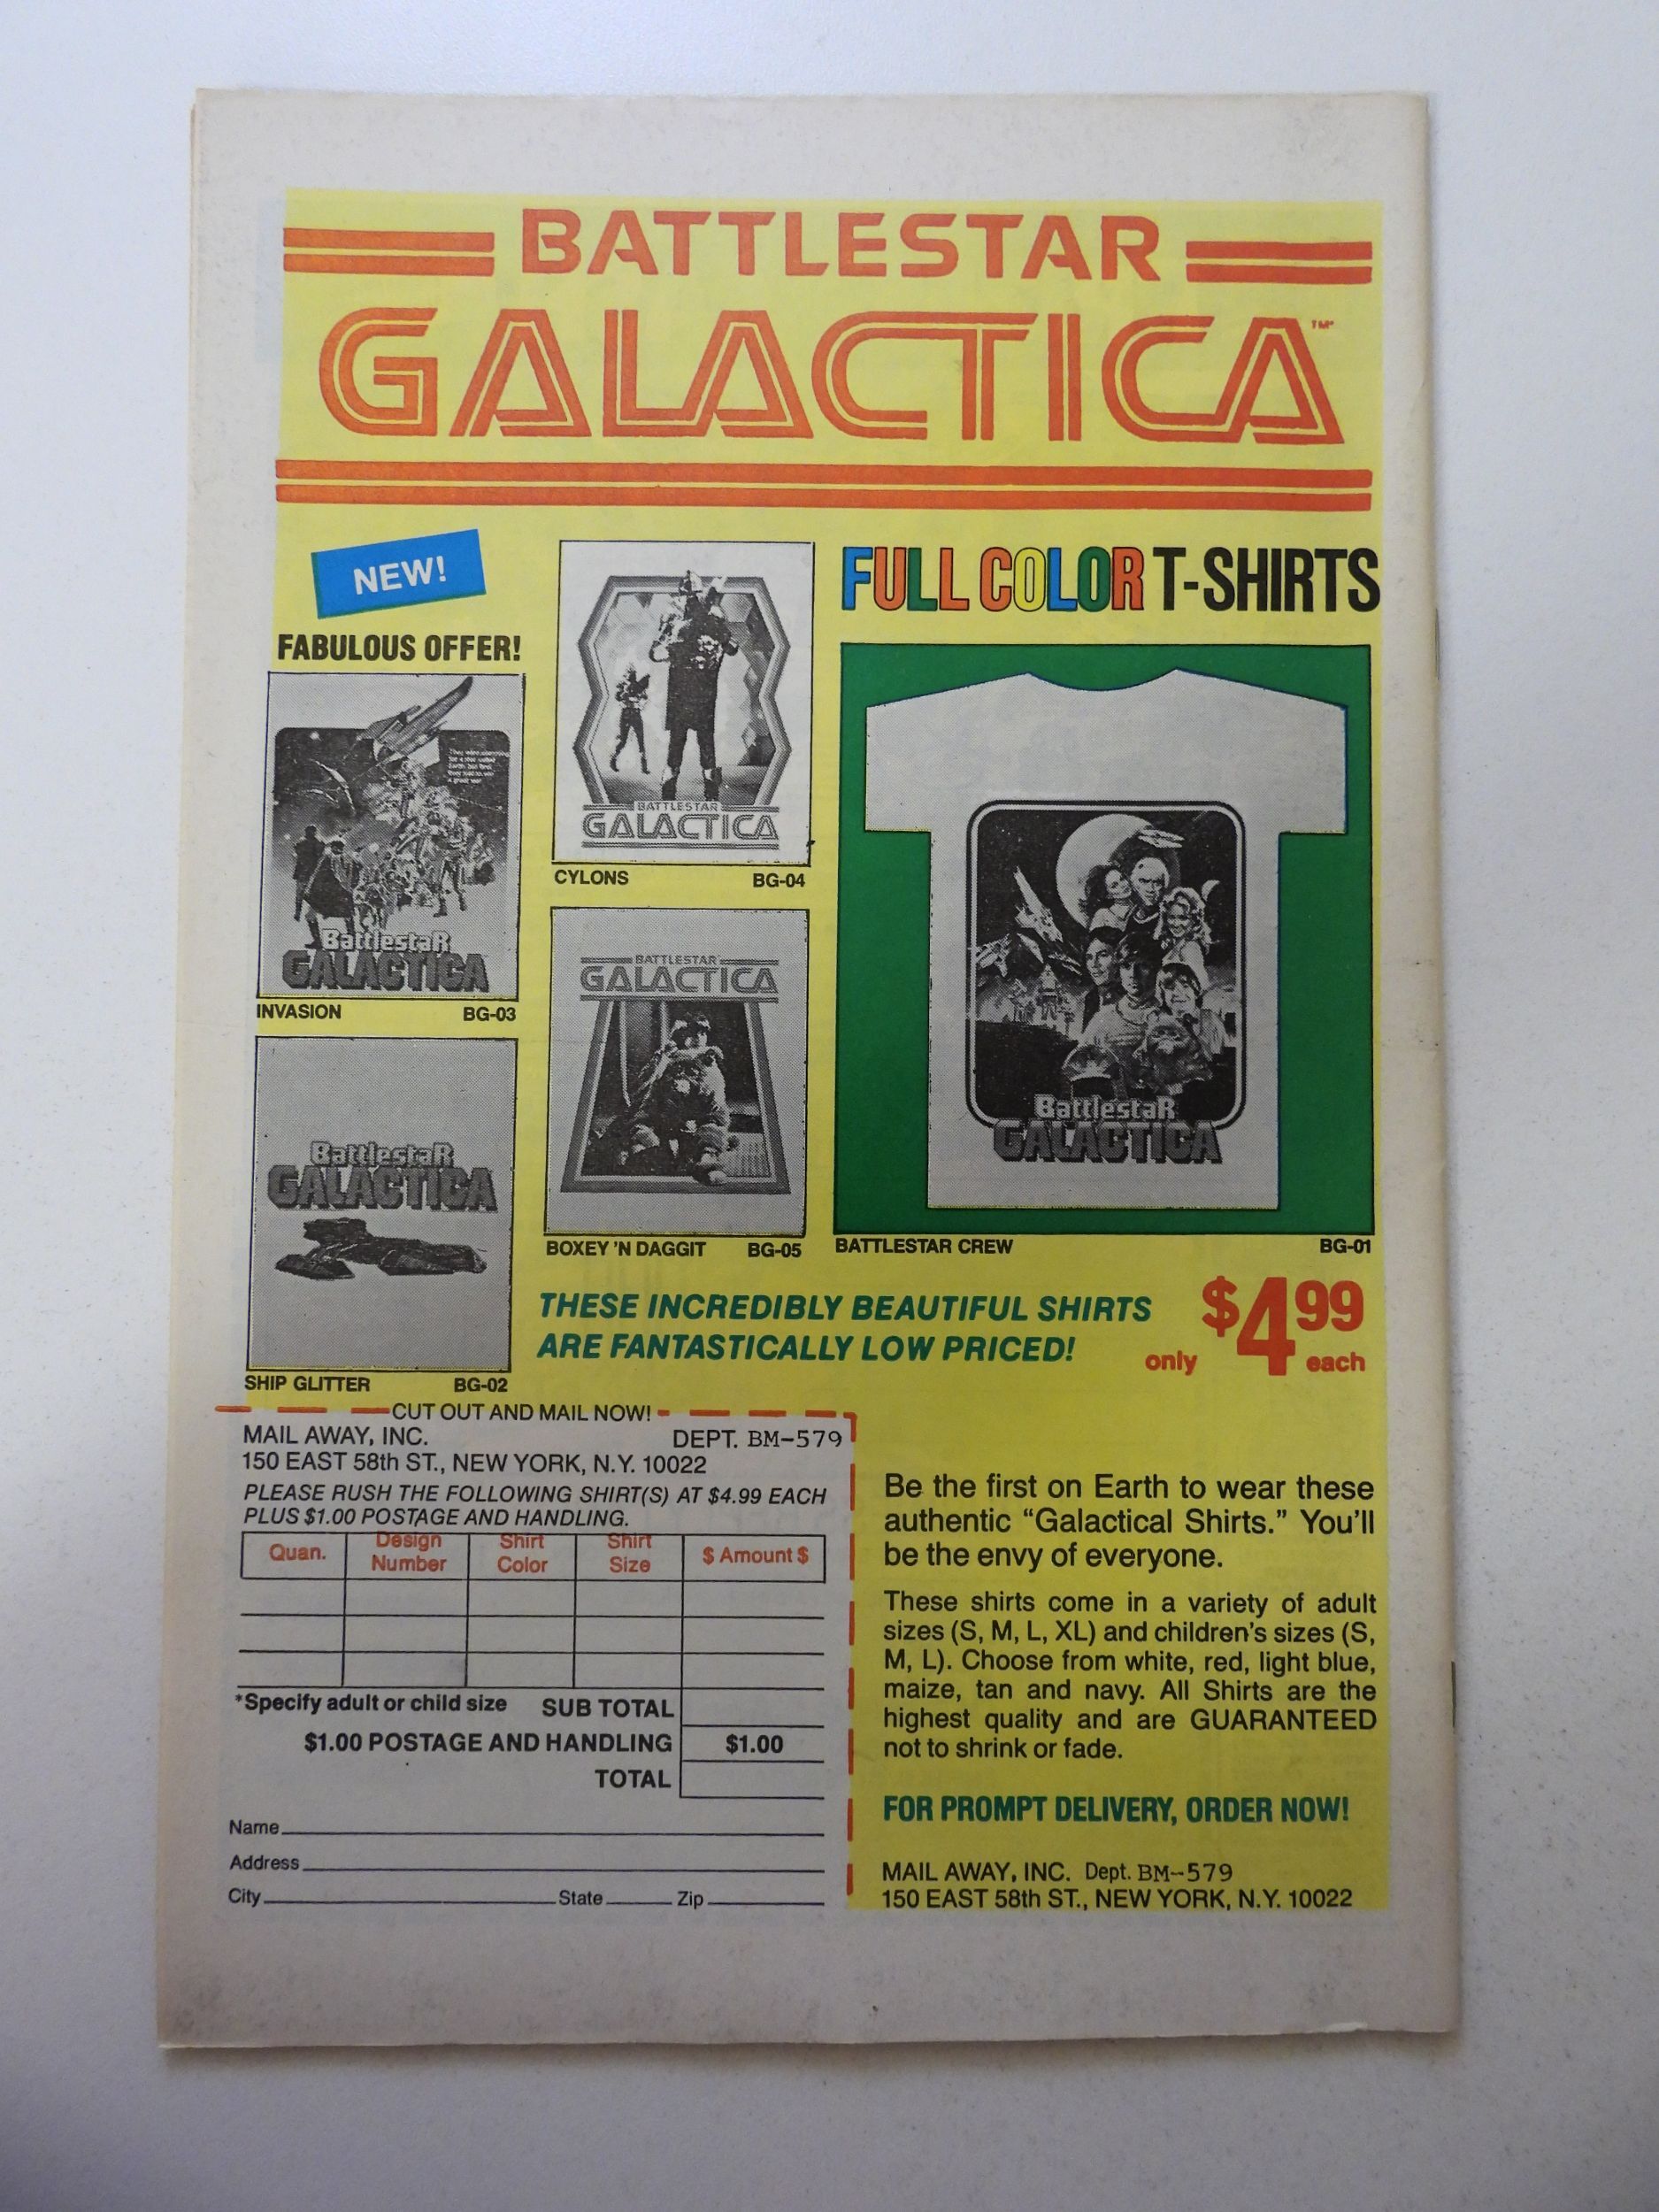 BATTLESTAR
GALACTICA™
NEW!
FABULOUS OFFER!
FULL COLOR T-SHIRTS
Battlestar
GALACTICA
INVASION BG-03
BATTLESTAR
GALACTICA
CYLONS BG-04
Battlestar
GALACTICA
SHIP GLITTER BG-02
BATTLESTAR
GALACTICA
BOXEY 'N DAGGIT BG-05
Battlestar
GALACTICA
BATTLESTAR CREW BG-01
THESE INCREDIBLY BEAUTIFUL SHIRTS
ARE FANTASTICALLY LOW PRICED!
only $4.99 each
CUT OUT AND MAIL NOW!
MAIL AWAY, INC. DEPT. BM-579
150 EAST 58th ST., NEW YORK, N.Y. 10022
PLEASE RUSH THE FOLLOWING SHIRT(S) AT $4.99 EACH
PLUS $1.00 POSTAGE AND HANDLING.
Quan. Design Number Shirt Color Shirt Size $ Amount $
*Specify adult or child size SUB TOTAL
$1.00 POSTAGE AND HANDLING $1.00
TOTAL
Name
Address
City State Zip
Be the first on Earth to wear these
authentic “Galactical Shirts.” You’ll
be the envy of everyone.
These shirts come in a variety of adult
sizes (S, M, L, XL) and children’s sizes (S,
M, L). Choose from white, red, light blue,
maize, tan and navy. All Shirts are the
highest quality and are GUARANTEED
not to shrink or fade.
FOR PROMPT DELIVERY, ORDER NOW!
MAIL AWAY, INC. Dept. BM-579
150 EAST 58th ST., NEW YORK, N.Y. 10022